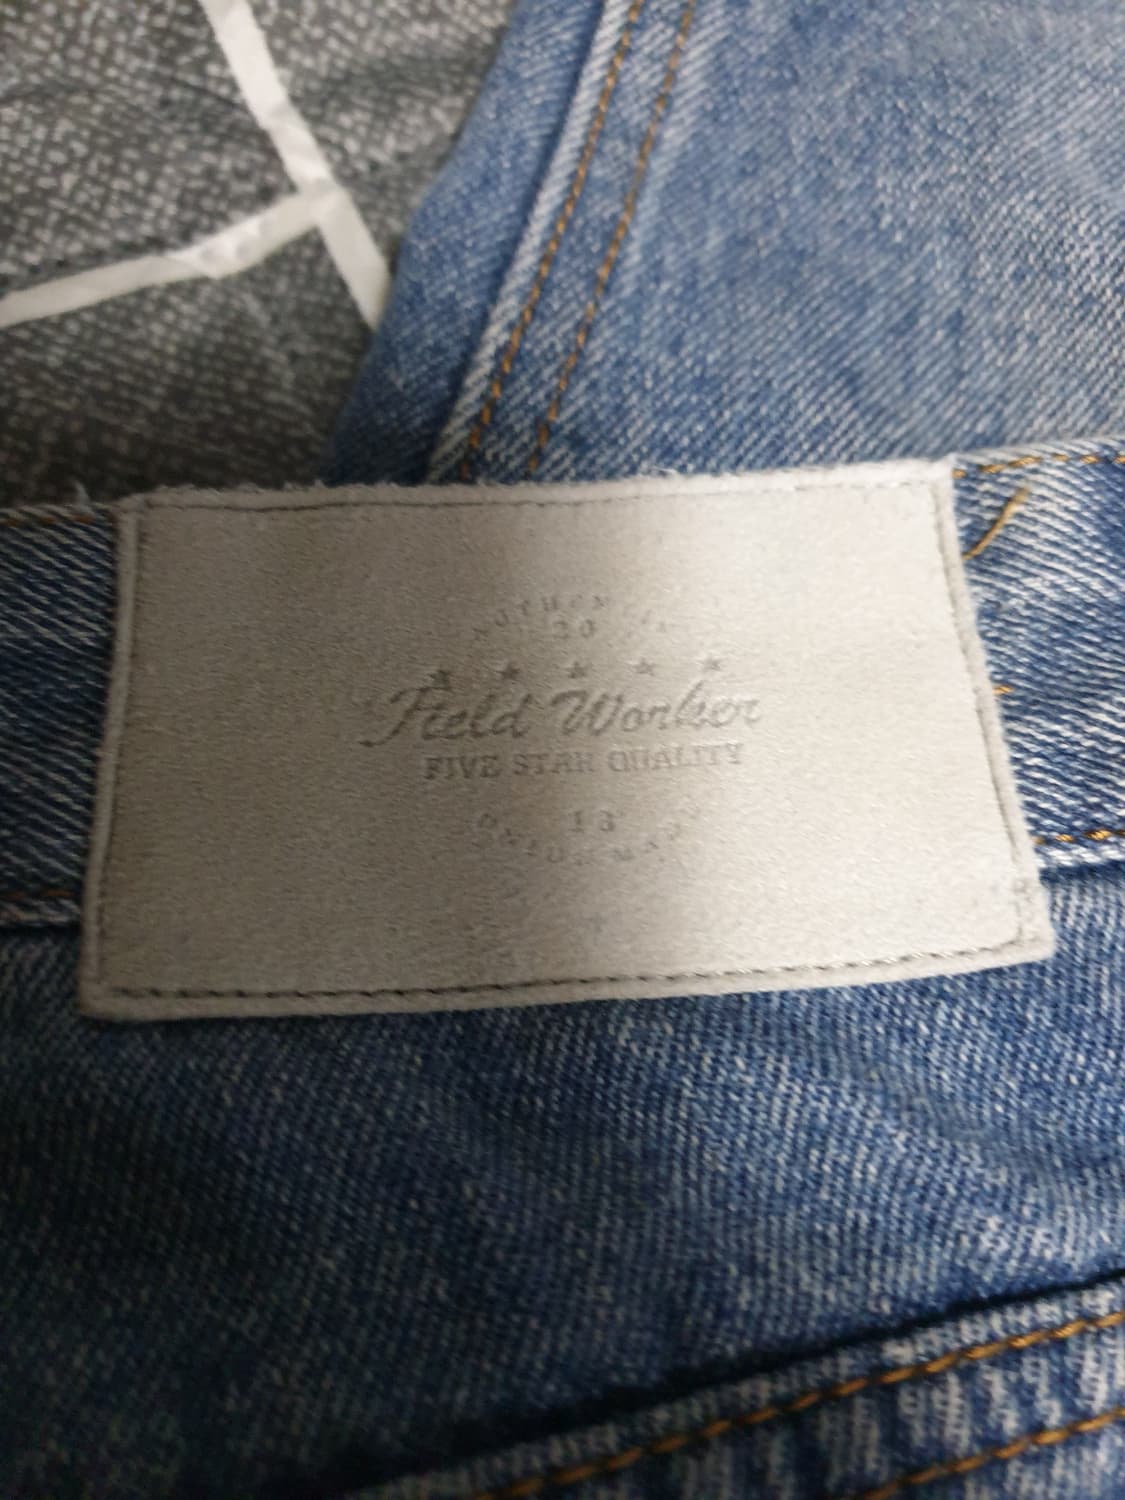 20
Field Worker
FIVE STAR QUALITY
13